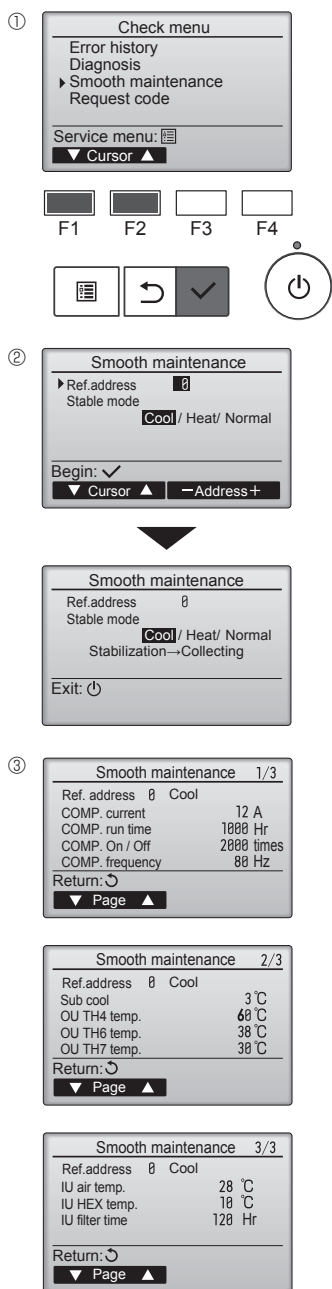 ①
Check menu
Error history
Diagnosis
Smooth maintenance
Request code
Service menu:
▼ Cursor ▲
F1 F2 F3 F4
②
Smooth maintenance
Ref.address 0
Stable mode
Cool / Heat/ Normal
Begin: ✓
▼ Cursor ▲ −Address+
Smooth maintenance
Ref.address 0
Stable mode
Cool / Heat/ Normal
Stabilization→Collecting
Exit:
③
Smooth maintenance 1/3
Ref. address 0 Cool
COMP. current 12 A
COMP. run time 1000 Hr
COMP. On / Off 2000 times
COMP. frequency 80 Hz
Return:
▼ Page ▲
Smooth maintenance 2/3
Ref.address 0 Cool
Sub cool 3℃
OU TH4 temp. 60℃
OU TH6 temp. 38℃
OU TH7 temp. 30℃
Return:
▼ Page ▲
Smooth maintenance 3/3
Ref.address 0 Cool
IU air temp. 28 ℃
IU HEX temp. 10 ℃
IU filter time 120 Hr
Return:
▼ Page ▲